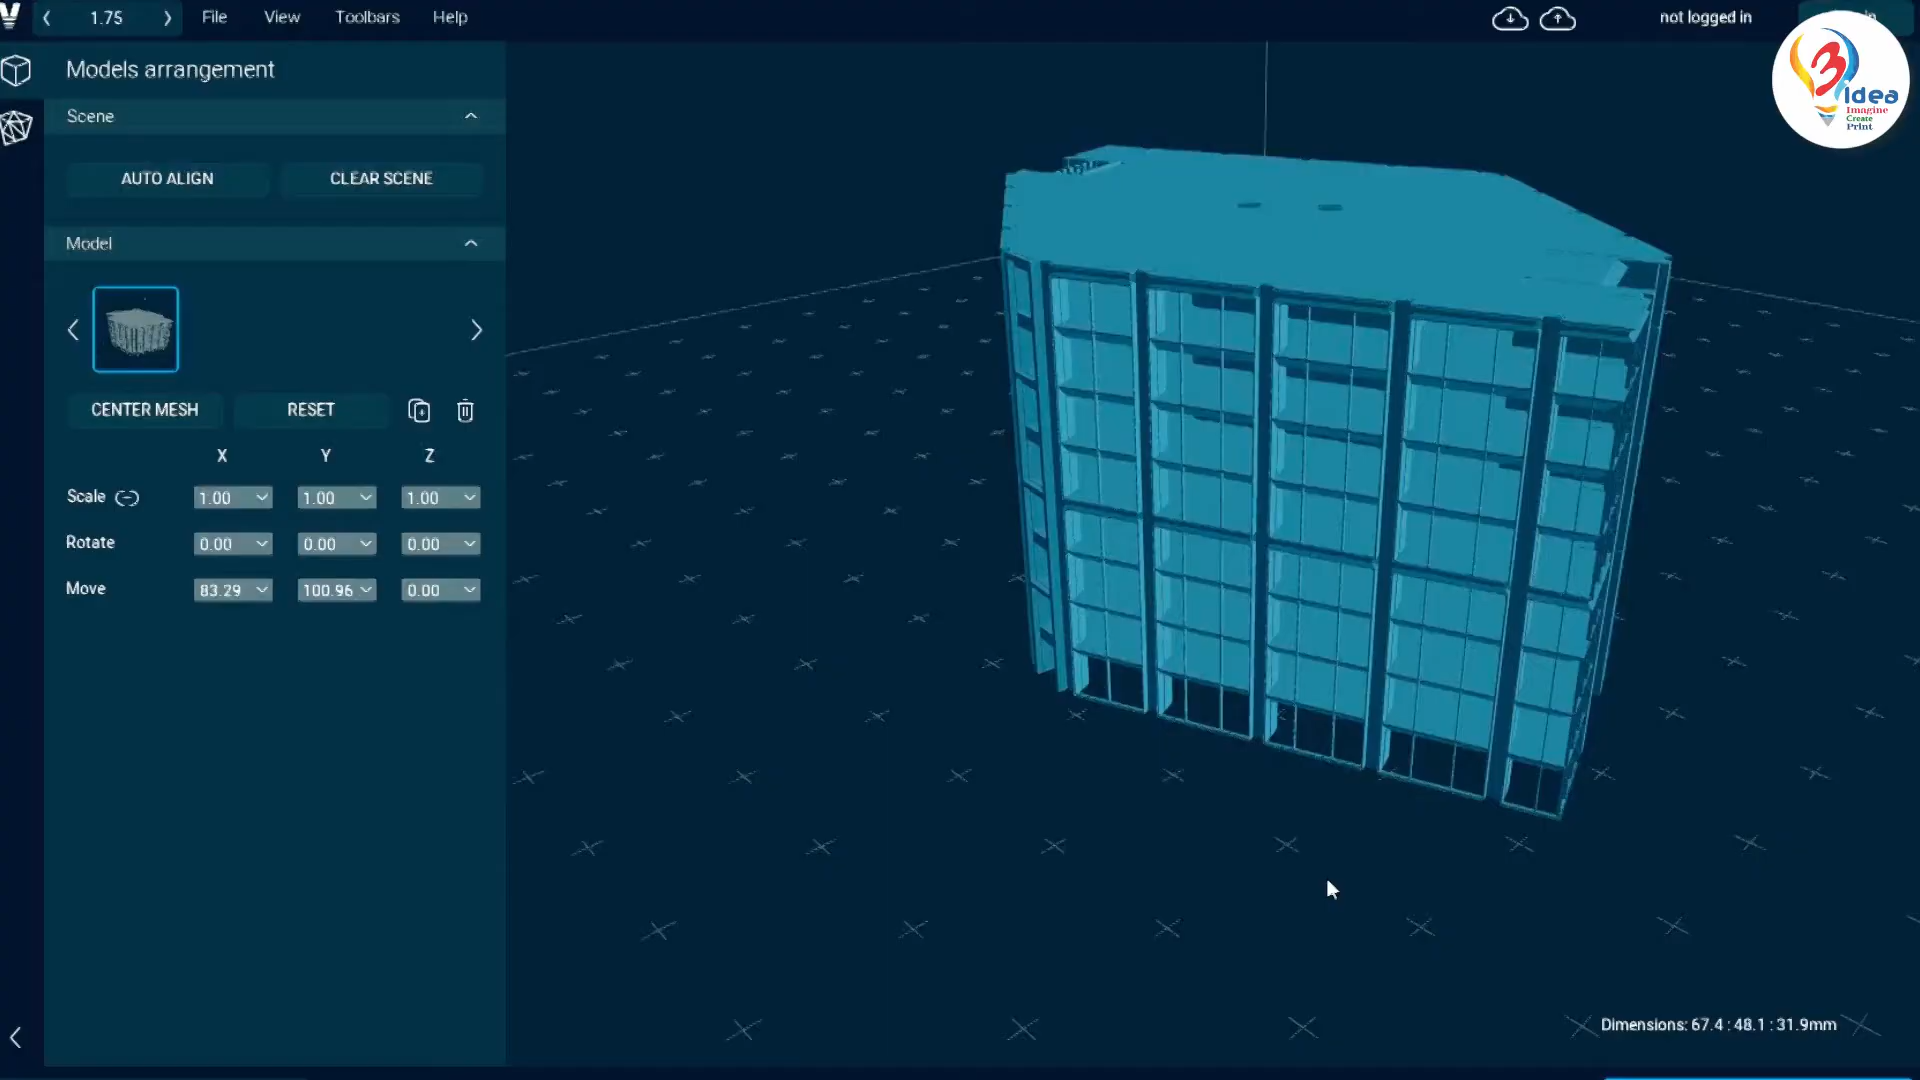 1.75 File View Toolbars Help not logged in
3idea
Imagine
Create
Print
Models arrangement
Scene
AUTO ALIGN CLEAR SCENE
Model
CENTER MESH RESET
X Y Z
Scale 1.00 1.00 1.00
Rotate 0.00 0.00 0.00
Move 83.29 100.96 0.00
Dimensions: 67.4 : 48.1 : 31.9mm